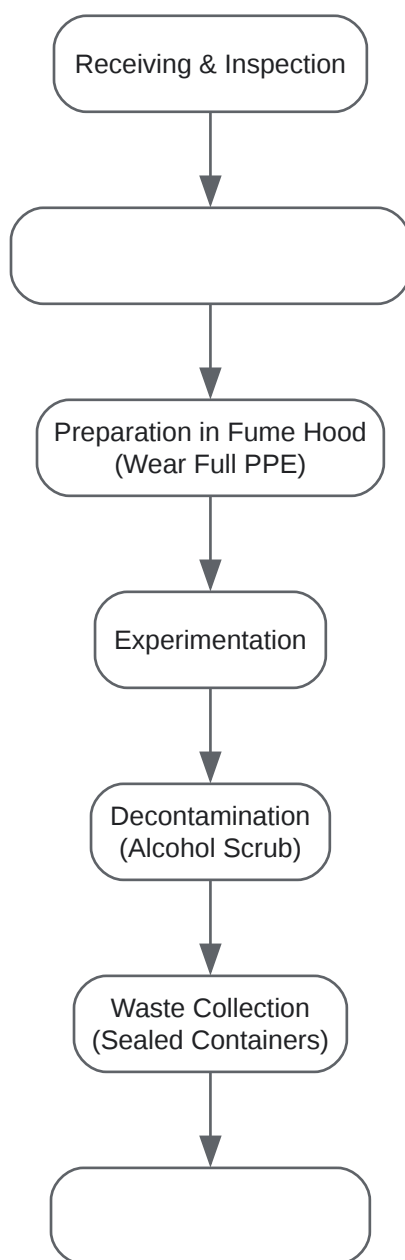 Receiving & Inspection
Preparation in Fume Hood
(Wear Full PPE)
Experimentation
Decontamination
(Alcohol Scrub)
Waste Collection
(Sealed Containers)